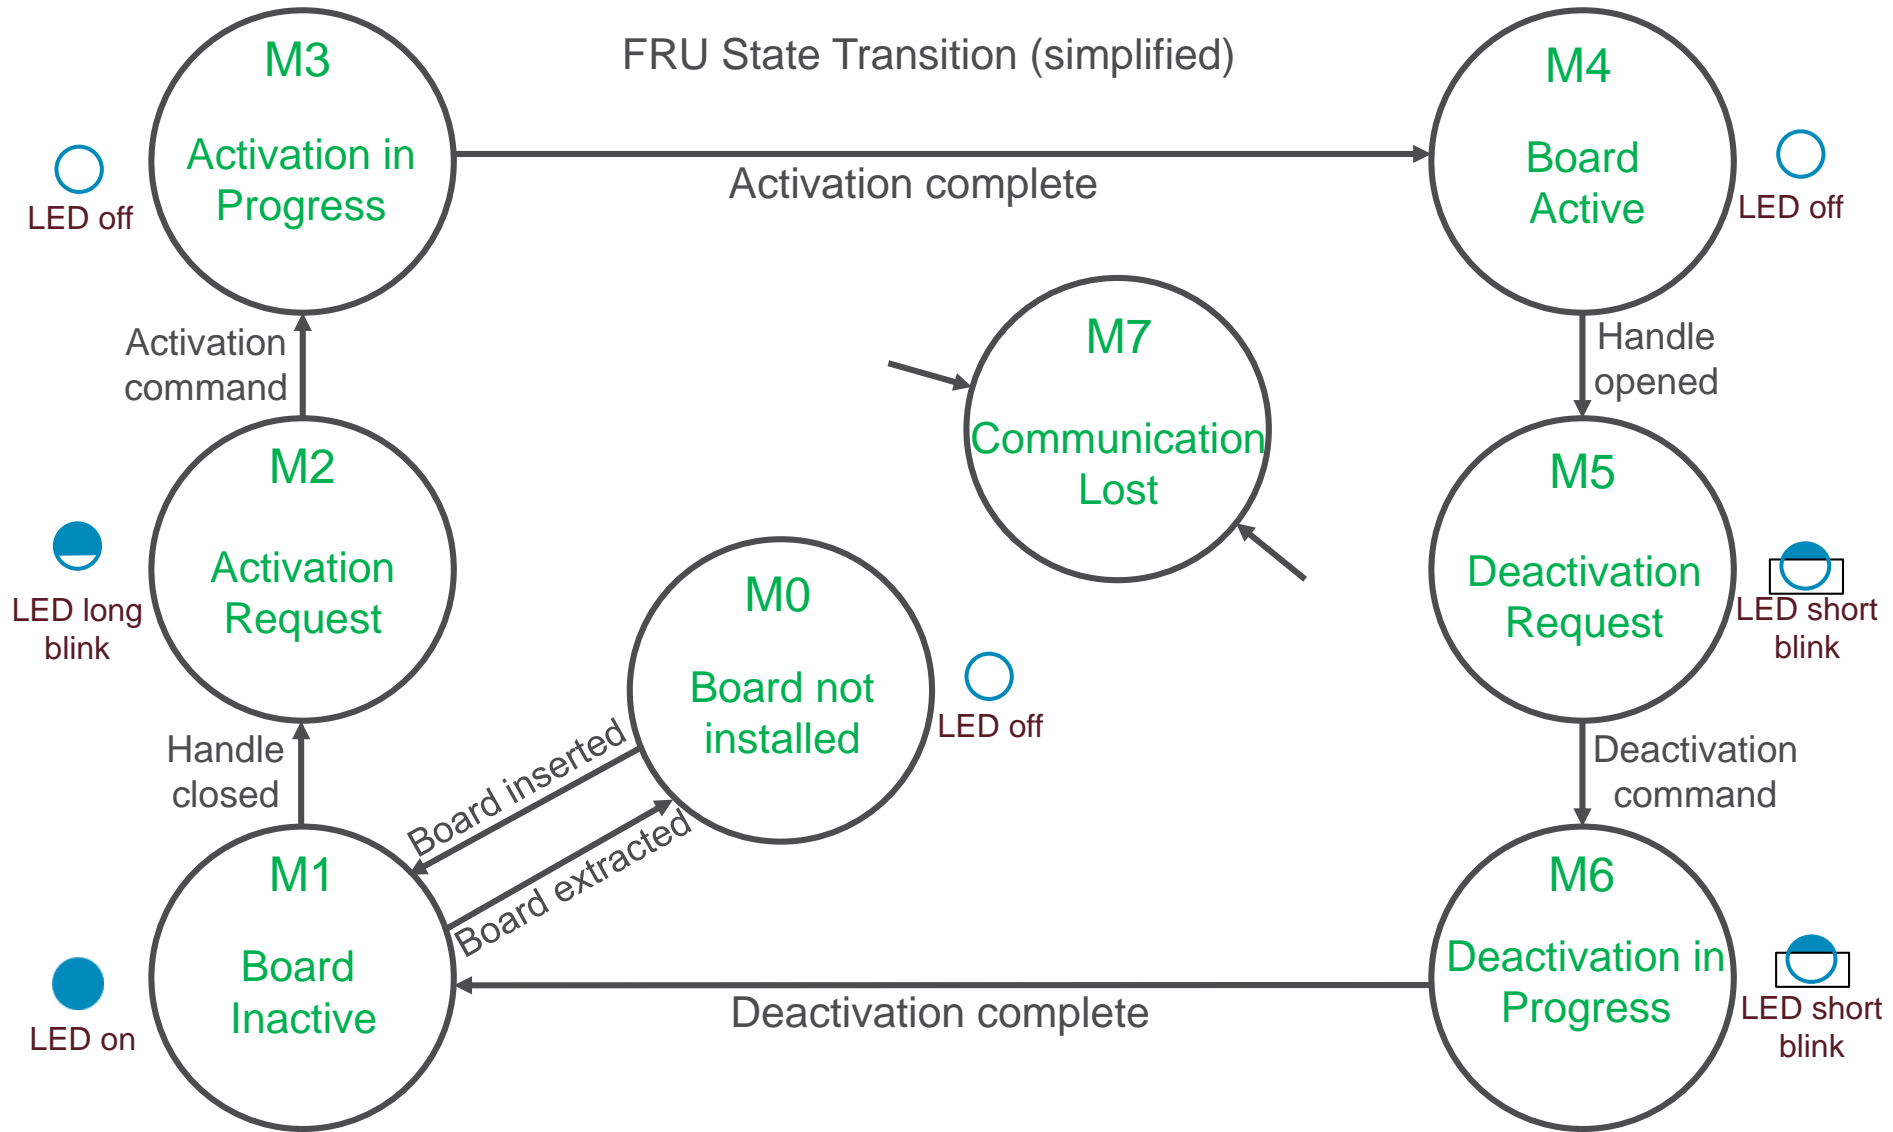 FRU State Transition (simplified)
M3
Activation in
Progress
LED off
Activation complete
M4
Board
Active
LED off
Activation
command
Handle
opened
M7
Communication
Lost
M2
Activation
Request
LED long
blink
M5
Deactivation
Request
LED short
blink
M0
Board not
installed
LED off
Handle
closed
Board inserted
Board extracted
Deactivation
command
M1
Board
Inactive
LED on
Deactivation complete
M6
Deactivation in
Progress
LED short
blink